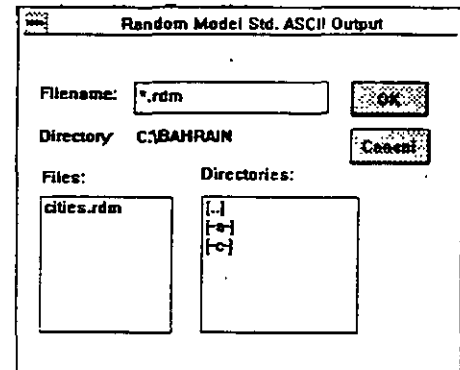 Random Model Std. ASCII Output
Filename: *.rdm OK
Directory C:\BAHRAIN Cancel
Files: Directories:
cities.rdm [..]
[-a-]
[-c-]